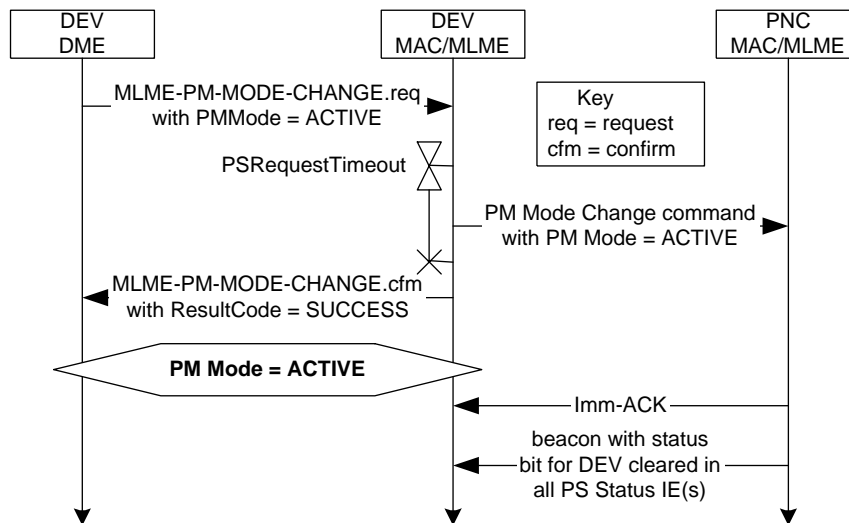 DEV
DME
DEV
MAC/MLME
PNC
MAC/MLME
MLME-PM-MODE-CHANGE.req
with PMMode = ACTIVE
Key
req = request
cfm = confirm
PSRequestTimeout
PM Mode Change command
with PM Mode = ACTIVE
MLME-PM-MODE-CHANGE.cfm
with ResultCode = SUCCESS
PM Mode = ACTIVE
Imm-ACK
beacon with status
bit for DEV cleared in
all PS Status IE(s)